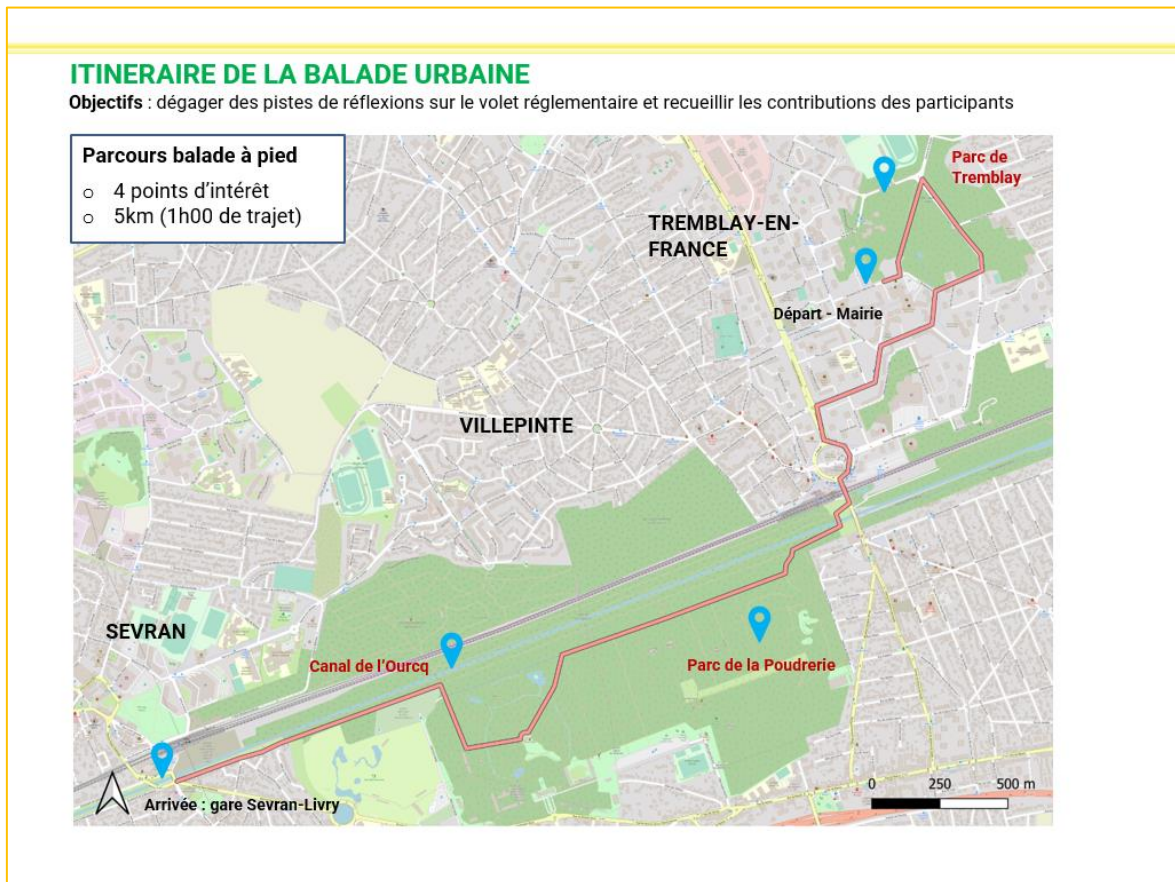 ITINERAIRE DE LA BALADE URBAINE
Objectifs : dégager des pistes de réflexions sur le volet réglementaire et recueillir les contributions des participants
Parcours balade à pied
o 4 points d'intérêt
o 5km (1h00 de trajet)
Parc de
Tremblay
TREMBLAY-EN-
FRANCE
Départ - Mairie
VILLEPINTE
SEVRAN
Canal de l'Ourcq
Parc de la Poudrerie
0 250 500 m
Arrivée : gare Sevran-Livry